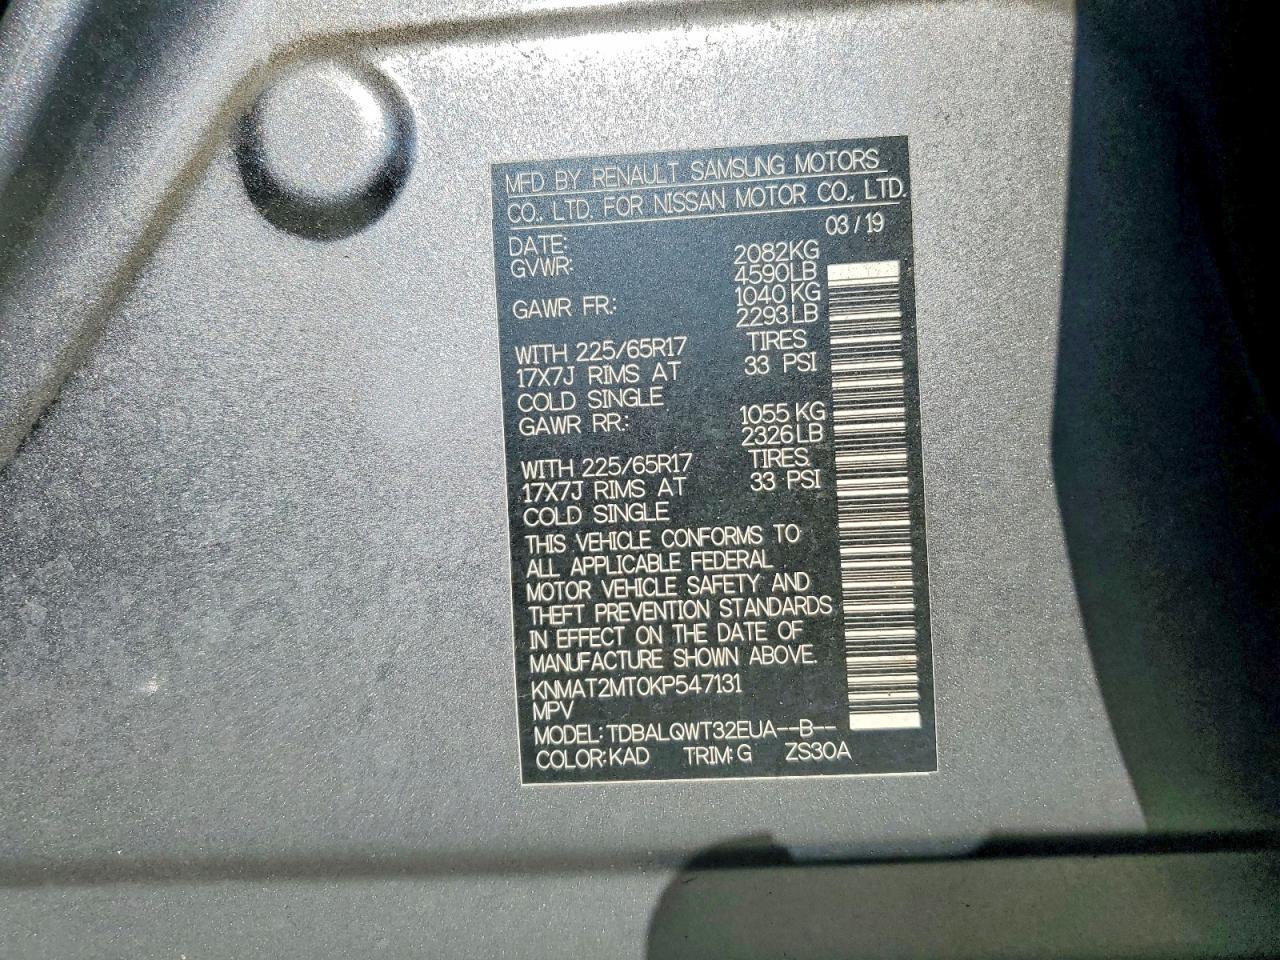 MFD BY RENAULT SAMSUNG MOTORS
CO., LTD. FOR NISSAN MOTOR CO., LTD.
DATE: 03/19
GVWR: 2082KG
4590LB
GAWR FR: 1040KG
2293LB
WITH 225/65R17 TIRES
17X7J RIMS AT 33 PSI
COLD SINGLE
GAWR RR: 1055KG
2326LB
WITH 225/65R17 TIRES
17X7J RIMS AT 33 PSI
COLD SINGLE
THIS VEHICLE CONFORMS TO
ALL APPLICABLE FEDERAL
MOTOR VEHICLE SAFETY AND
THEFT PREVENTION STANDARDS
IN EFFECT ON THE DATE OF
MANUFACTURE SHOWN ABOVE.
KNMAT2MT0KP547131
MPV
MODEL: TDBALQWT32EUA--B--
COLOR: KAD TRIM: G ZS30A